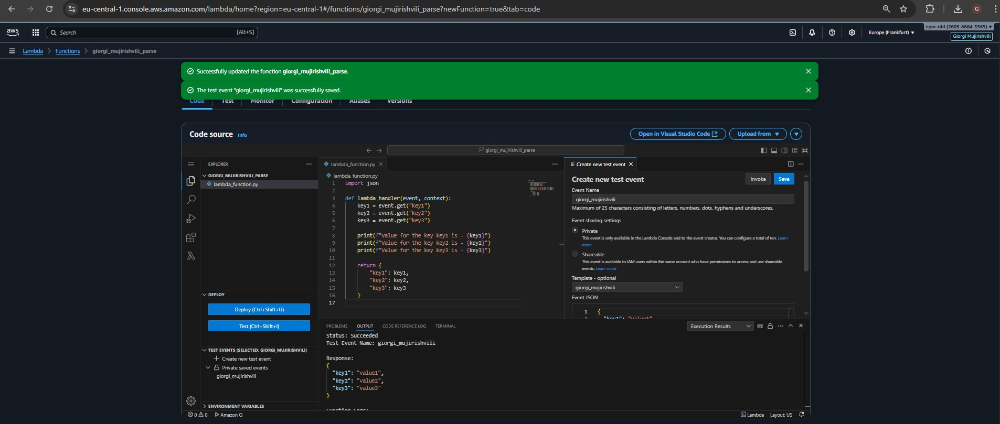 eu-central-1.console.aws.amazon.com/lambda/home?region=eu-central-1#/functions/giorgi_mujirishvili_parse?newFunction=true&tab=code
G
aws
Search
[Alt+S]
Europe (Frankfurt)
epm-rdd (2605-8664-3565)
Giorgi Mujirishvili
Lambda > Functions > giorgi_mujirishvili_parse
Successfully updated the function giorgi_mujirishvili_parse.
The test event "giorgi_mujirishvili" was successfully saved.
Code Test Monitor Configuration Aliases Versions
Code source Info
Open in Visual Studio Code
Upload from
giorgi_mujirishvili_parse
EXPLORER
GIORGI_MUJIRISHVILI_PARSE
lambda_function.py
DEPLOY
Deploy (Ctrl+Shift+U)
Test (Ctrl+Shift+I)
TEST EVENTS [SELECTED: GIORGI_MUJIRISHVILI]
Create new test event
Private saved events
giorgi_mujirishvili
ENVIRONMENT VARIABLES
lambda_function.py
lambda_function.py
1 import json
2
3 def lambda_handler(event, context):
4 key1 = event.get("key1")
5 key2 = event.get("key2")
6 key3 = event.get("key3")
7
8 print(f"Value for the key key1 is - {key1}")
9 print(f"Value for the key key2 is - {key2}")
10 print(f"Value for the key key3 is - {key3}")
11
12 return {
13 "key1": key1,
14 "key2": key2,
15 "key3": key3
16 }
17
Create new test event
Create new test event
Invoke
Save
Event Name
giorgi_mujirishvili
Maximum of 25 characters consisting of letters, numbers, dots, hyphens and underscores.
Event sharing settings
Private
This event is only available in the Lambda Console and to the event creator. You can configure a total of ten. Learn
more
Shareable
This event is available to IAM users within the same account who have permissions to access and use shareable
events. Learn more
Template - optional
giorgi_mujirishvili
Event JSON
1 {
2 "key1": "value1"
PROBLEMS OUTPUT CODE REFERENCE LOG TERMINAL
Execution Results
Status: Succeeded
Test Event Name: giorgi_mujirishvili
Response:
{
"key1": "value1",
"key2": "value2",
"key3": "value3"
}
Function Logs:
0 0 Amazon Q
Lambda Layout: US